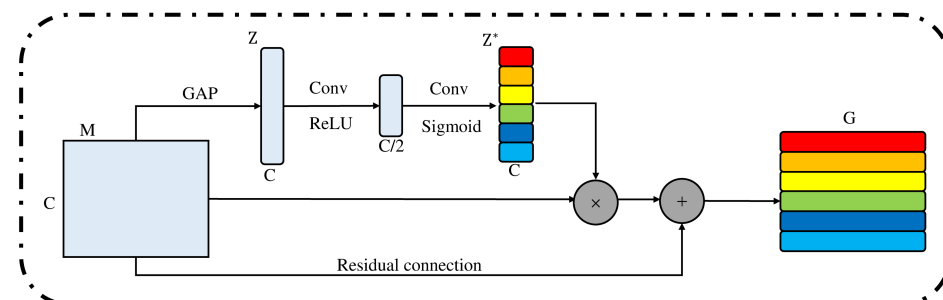 Z
Z*
GAP
Conv
ReLU
Conv
Sigmoid
C/2
C
C
M
C
×
+
G
Residual connection